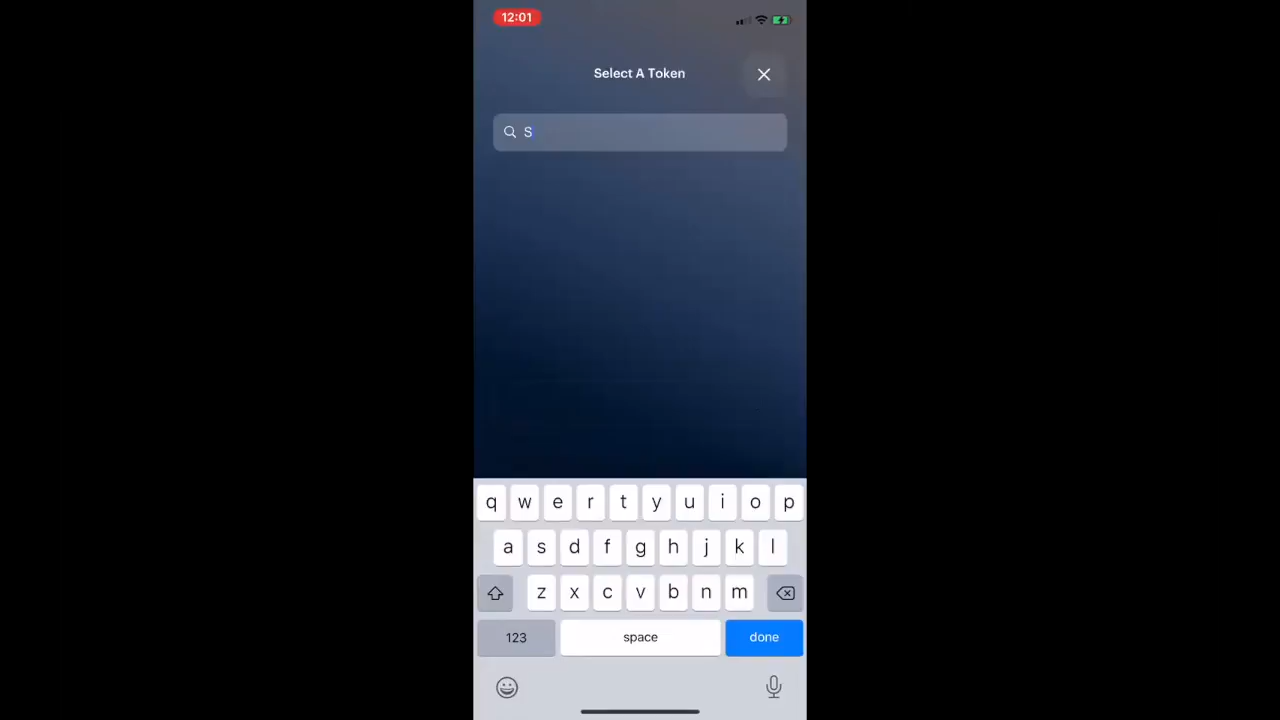 12:01
Select A Token
S
q w e r t y u i o p
a s d f g h j k l
z x c v b n m
123 space done